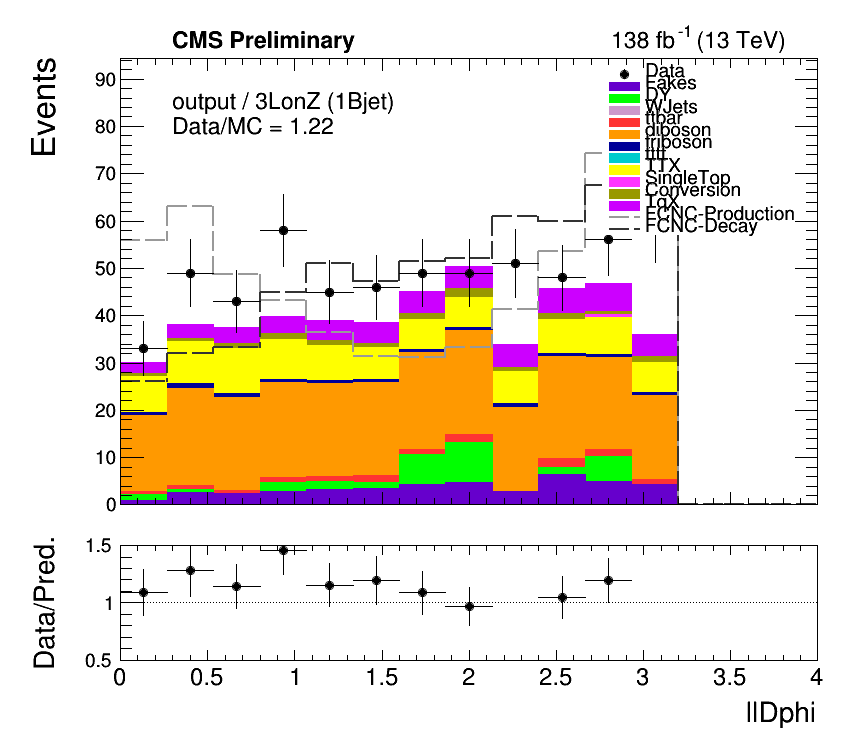 CMS Preliminary
138 fb-1 (13 TeV)
Events
output / 3LonZ (1Bjet)
Data/MC = 1.22
Data
Fakes
DY
WJets
ttbar
diboson
triboson
tttt
TTX
SingleTop
Conversion
TqX
FCNC-Production
FCNC-Decay
90
80
70
60
50
40
30
20
10
0
Data/Pred.
1.5
1
0.5
0 0.5 1 1.5 2 2.5 3 3.5 4
llDphi